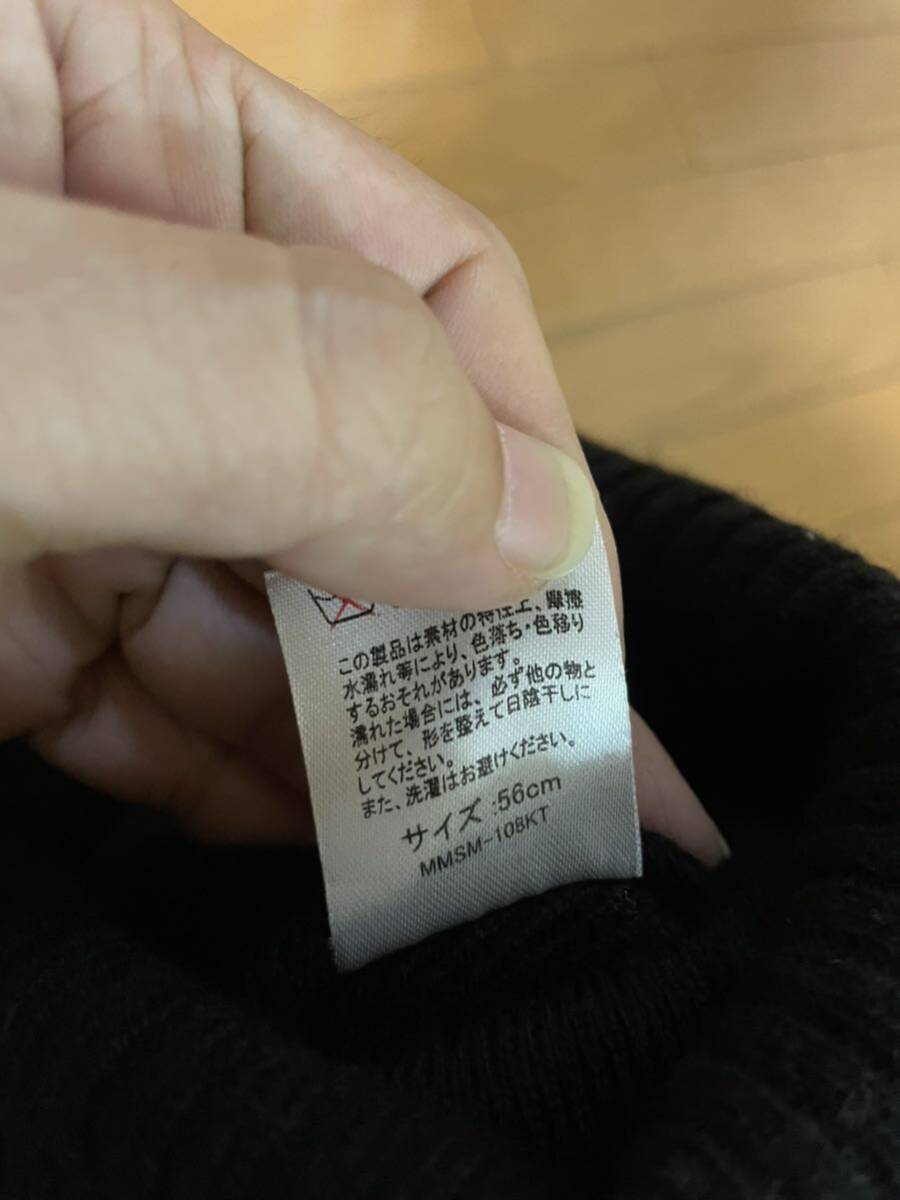 この製品は素材の特性上、摩擦
水濡れ等により、色落ち・色移り
するおそれがあります。
濡れた場合には、必ず他の物と
分けて、形を整えて日陰干しに
してください。
また、洗濯はお避けください。
サイズ:56cm
MMSM-108KT